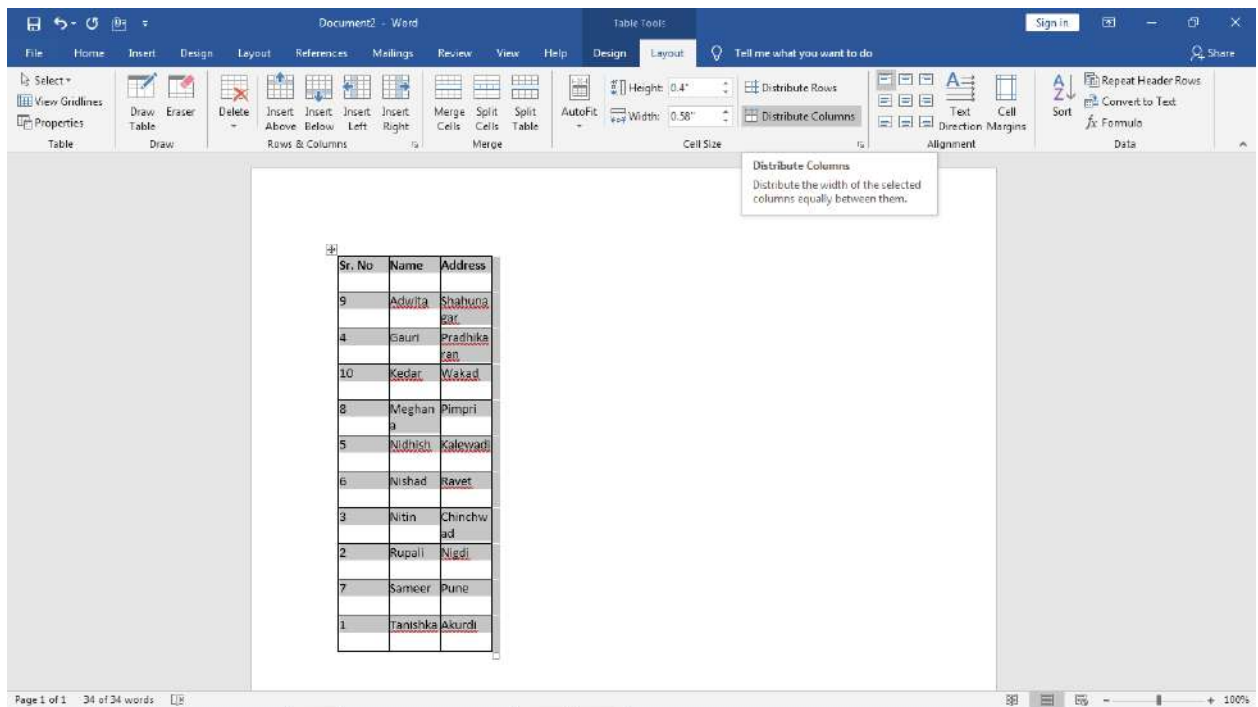 Document2 - Word
Table Tools
Sign in
File Home Insert Design Layout References Mailings Review View Help Design Layout Tell me what you want to do Share
Select
View Gridlines
Properties
Table
Draw Table
Eraser
Draw
Delete
Insert Above
Insert Below
Insert Left
Insert Right
Rows & Columns
Merge Cells
Split Cells
Split Table
Merge
AutoFit
Height: 0.4"
Width: 0.58"
Distribute Rows
Distribute Columns
Cell Size
Text Direction
Cell Margins
Alignment
Sort
Repeat Header Rows
Convert to Text
fx Formula
Data
Distribute Columns
Distribute the width of the selected
columns equally between them.
Sr. No Name Address
9 Adwita Shahuna
gar
4 Gauri Pradhika
ran
10 Kedar Wakad
8 Meghan Pimpri
a
5 Nidhish Kalewadi
6 Nishad Ravet
3 Nitin Chinchw
ad
2 Rupali Nigdi
7 Sameer Pune
1 Tanishka Akurdi
Page 1 of 1 34 of 34 words 100%